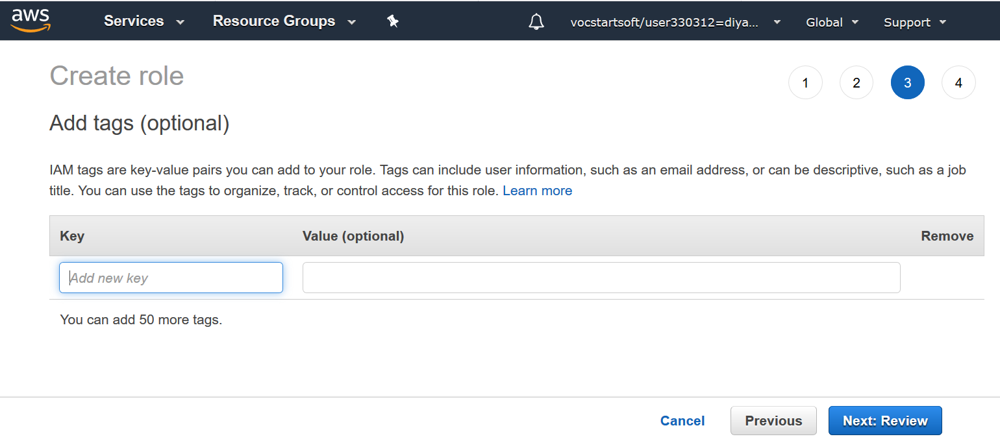 aws
Services
Resource Groups
vocstartsoft/user330312=diya...
Global
Support
Create role
1
2
3
4
Add tags (optional)
IAM tags are key-value pairs you can add to your role. Tags can include user information, such as an email address, or can be descriptive, such as a job
title. You can use the tags to organize, track, or control access for this role. Learn more
Key
Value (optional)
Remove
Add new key
You can add 50 more tags.
Cancel
Previous
Next: Review